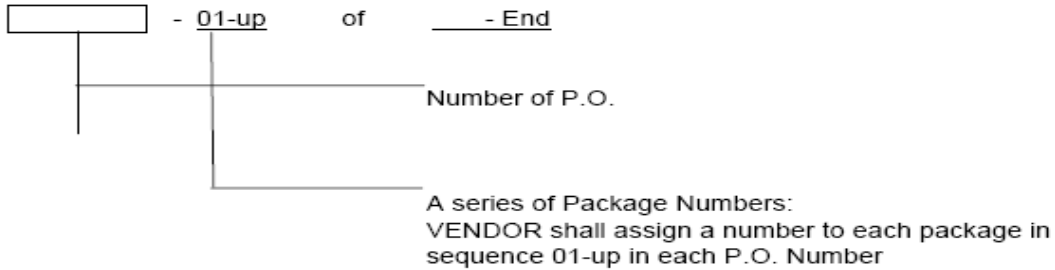 - 01-up of - End
Number of P.O.
A series of Package Numbers:
VENDOR shall assign a number to each package in
sequence 01-up in each P.O. Number